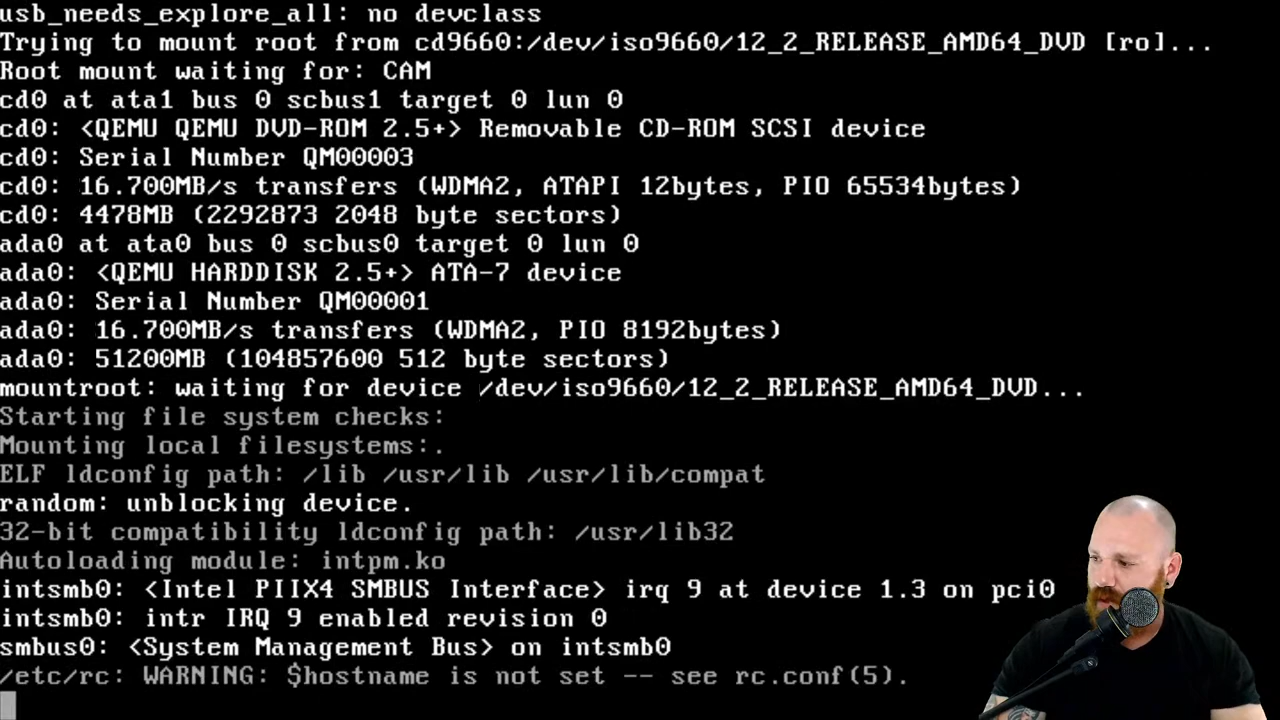 usb_needs_explore_all: no devclass
Trying to mount root from cd9660:/dev/iso9660/12_2_RELEASE_AMD64_DVD [ro]...
Root mount waiting for: CAM
cd0 at ata1 bus 0 scbus1 target 0 lun 0
cd0: <QEMU QEMU DVD-ROM 2.5+> Removable CD-ROM SCSI device
cd0: Serial Number QM00003
cd0: 16.700MB/s transfers (WDMA2, ATAPI 12bytes, PIO 65534bytes)
cd0: 4478MB (2292873 2048 byte sectors)
ada0 at ata0 bus 0 scbus0 target 0 lun 0
ada0: <QEMU HARDDISK 2.5+> ATA-7 device
ada0: Serial Number QM00001
ada0: 16.700MB/s transfers (WDMA2, PIO 8192bytes)
ada0: 51200MB (104857600 512 byte sectors)
mountroot: waiting for device /dev/iso9660/12_2_RELEASE_AMD64_DVD...
Starting file system checks:
Mounting local filesystems:.
ELF ldconfig path: /lib /usr/lib /usr/lib/compat
random: unblocking device.
32-bit compatibility ldconfig path: /usr/lib32
Autoloading module: intpm.ko
intsmb0: <Intel PIIX4 SMBUS Interface> irq 9 at device 1.3 on pci0
intsmb0: intr IRQ 9 enabled revision 0
smbus0: <System Management Bus> on intsmb0
/etc/rc: WARNING: $hostname is not set -- see rc.conf(5).